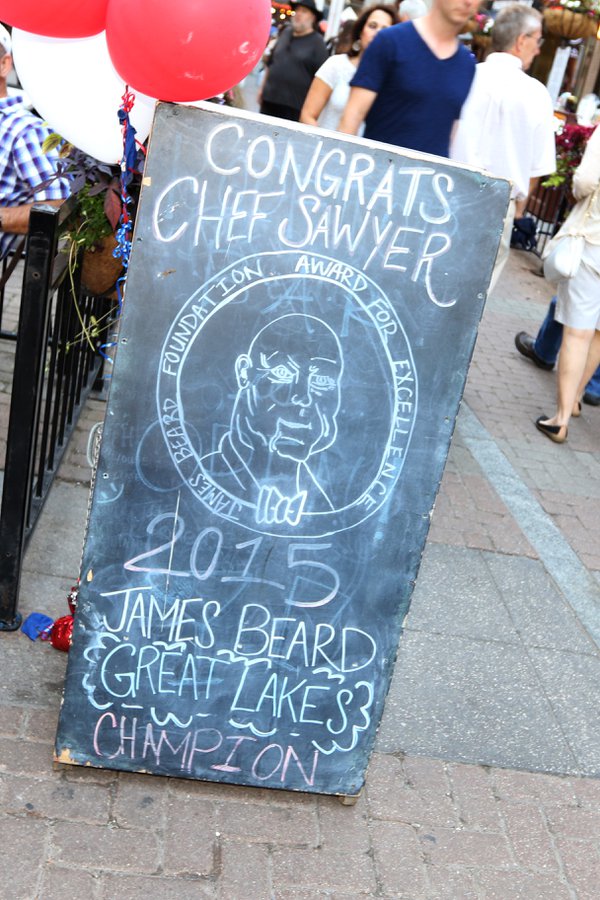 CONGRATS
CHEF SAWYER
JAMES BEARD FOUNDATION AWARD FOR EXCELLENCE
2015
JAMES BEARD
GREAT LAKES
CHAMPION